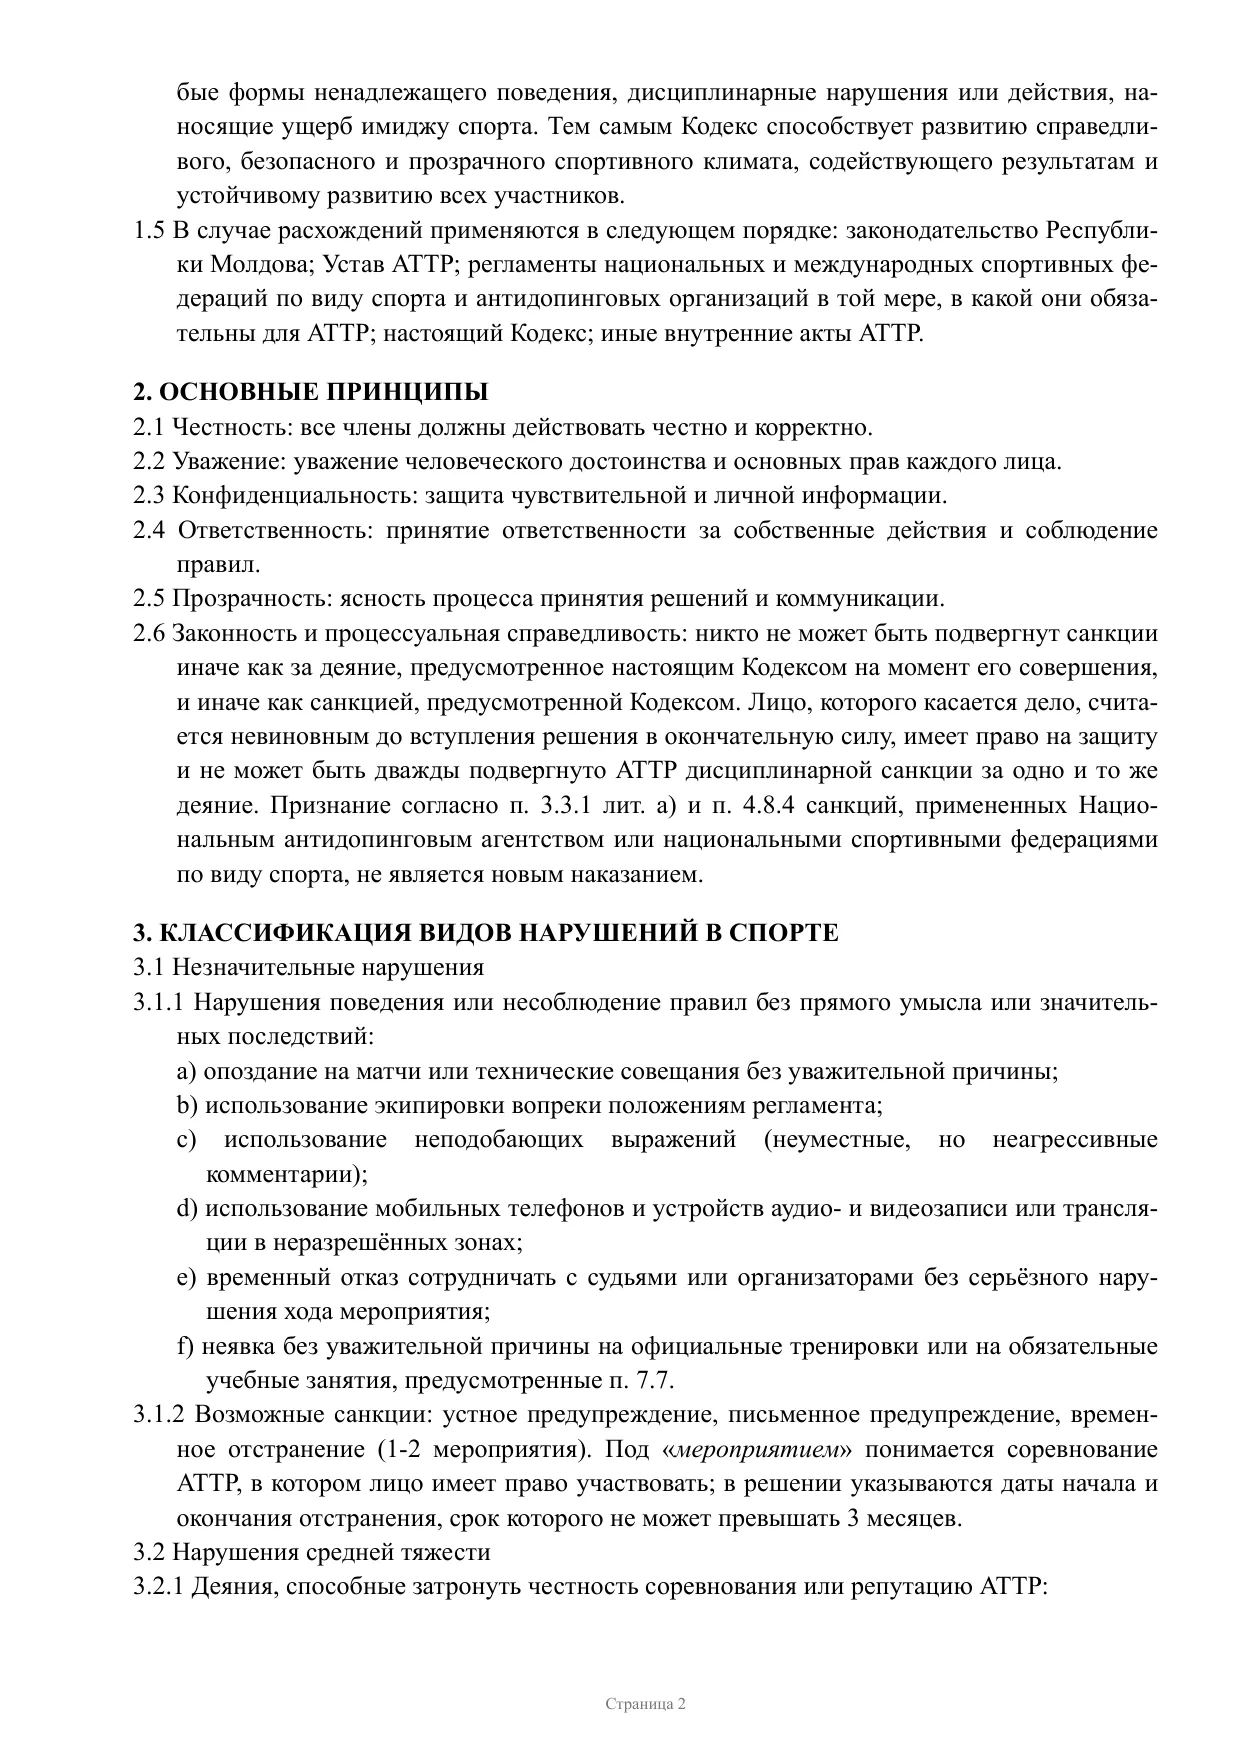 бые формы ненадлежащего поведения, дисциплинарные нарушения или действия, на-
носящие ущерб имиджу спорта. Тем самым Кодекс способствует развитию справедли-
вого, безопасного и прозрачного спортивного климата, содействующего результатам и
устойчивому развитию всех участников.
1.5 В случае расхождений применяются в следующем порядке: законодательство Республи-
ки Молдова; Устав АТТР; регламенты национальных и международных спортивных фе-
дераций по виду спорта и антидопинговых организаций в той мере, в какой они обяза-
тельны для АТТР; настоящий Кодекс; иные внутренние акты АТТР.
2. ОСНОВНЫЕ ПРИНЦИПЫ
2.1 Честность: все члены должны действовать честно и корректно.
2.2 Уважение: уважение человеческого достоинства и основных прав каждого лица.
2.3 Конфиденциальность: защита чувствительной и личной информации.
2.4 Ответственность: принятие ответственности за собственные действия и соблюдение
правил.
2.5 Прозрачность: ясность процесса принятия решений и коммуникации.
2.6 Законность и процессуальная справедливость: никто не может быть подвергнут санкции
иначе как за деяние, предусмотренное настоящим Кодексом на момент его совершения,
и иначе как санкцией, предусмотренной Кодексом. Лицо, которого касается дело, счита-
ется невиновным до вступления решения в окончательную силу, имеет право на защиту
и не может быть дважды подвергнуто АТТР дисциплинарной санкции за одно и то же
деяние. Признание согласно п. 3.3.1 лит. a) и п. 4.8.4 санкций, примененных Нацио-
нальным антидопинговым агентством или национальными спортивными федерациями
по виду спорта, не является новым наказанием.
3. КЛАССИФИКАЦИЯ ВИДОВ НАРУШЕНИЙ В СПОРТЕ
3.1 Незначительные нарушения
3.1.1 Нарушения поведения или несоблюдение правил без прямого умысла или значитель-
ных последствий:
a) опоздание на матчи или технические совещания без уважительной причины;
b) использование экипировки вопреки положениям регламента;
c) использование неподобающих выражений (неуместные, но неагрессивные
комментарии);
d) использование мобильных телефонов и устройств аудио- и видеозаписи или трансля-
ции в неразрешённых зонах;
e) временный отказ сотрудничать с судьями или организаторами без серьёзного нару-
шения хода мероприятия;
f) неявка без уважительной причины на официальные тренировки или на обязательные
учебные занятия, предусмотренные п. 7.7.
3.1.2 Возможные санкции: устное предупреждение, письменное предупреждение, времен-
ное отстранение (1-2 мероприятия). Под «мероприятием» понимается соревнование
АТТР, в котором лицо имеет право участвовать; в решении указываются даты начала и
окончания отстранения, срок которого не может превышать 3 месяцев.
3.2 Нарушения средней тяжести
3.2.1 Деяния, способные затронуть честность соревнования или репутацию АТТР:
Страница 2